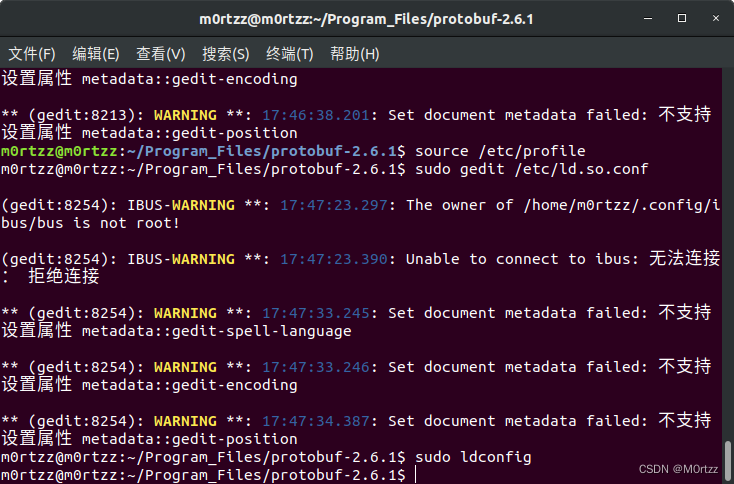 m0rtzz@m0rtzz:~/Program_Files/protobuf-2.6.1
文件(F) 编辑(E) 查看(V) 搜索(S) 终端(T) 帮助(H)
设置属性 metadata::gedit-encoding
** (gedit:8213): WARNING **: 17:46:38.201: Set document metadata failed: 不支持
设置属性 metadata::gedit-position
m0rtzz@m0rtzz:~/Program_Files/protobuf-2.6.1$ source /etc/profile
m0rtzz@m0rtzz:~/Program_Files/protobuf-2.6.1$ sudo gedit /etc/ld.so.conf
(gedit:8254): IBUS-WARNING **: 17:47:23.297: The owner of /home/m0rtzz/.config/i
bus/bus is not root!
(gedit:8254): IBUS-WARNING **: 17:47:23.390: Unable to connect to ibus: 无法连接
： 拒绝连接
** (gedit:8254): WARNING **: 17:47:33.245: Set document metadata failed: 不支持
设置属性 metadata::gedit-spell-language
** (gedit:8254): WARNING **: 17:47:33.246: Set document metadata failed: 不支持
设置属性 metadata::gedit-encoding
** (gedit:8254): WARNING **: 17:47:34.387: Set document metadata failed: 不支持
设置属性 metadata::gedit-position
m0rtzz@m0rtzz:~/Program_Files/protobuf-2.6.1$ sudo ldconfig
m0rtzz@m0rtzz:~/Program_Files/protobuf-2.6.1$
CSDN @M0rtzz